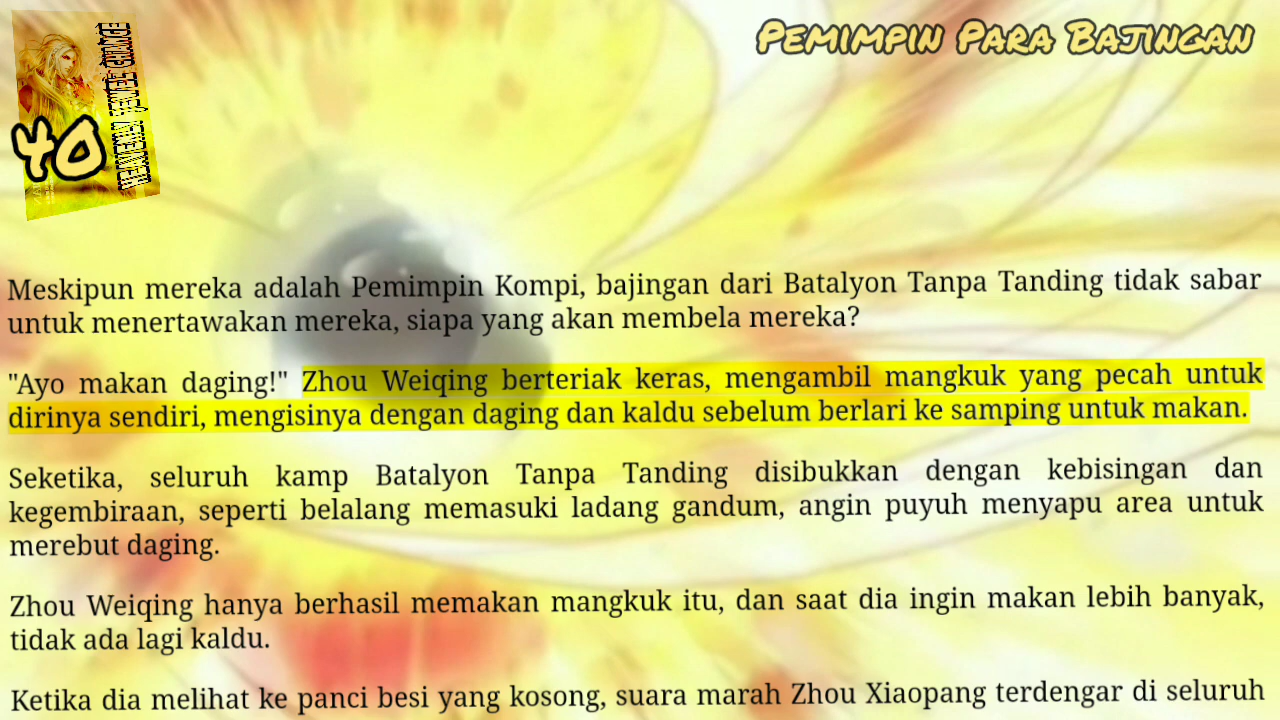 Pemimpin Para Bajingan
40
Meskipun mereka adalah Pemimpin Kompi, bajingan dari Batalyon Tanpa Tanding tidak sabar
untuk menertawakan mereka, siapa yang akan membela mereka?
"Ayo makan daging!" Zhou Weiqing berteriak keras, mengambil mangkuk yang pecah untuk
dirinya sendiri, mengisinya dengan daging dan kaldu sebelum berlari ke samping untuk makan.
Seketika, seluruh kamp Batalyon Tanpa Tanding disibukkan dengan kebisingan dan
kegembiraan, seperti belalang memasuki ladang gandum, angin puyuh menyapu area untuk
merebut daging.
Zhou Weiqing hanya berhasil memakan mangkuk itu, dan saat dia ingin makan lebih banyak,
tidak ada lagi kaldu.
Ketika dia melihat ke panci besi yang kosong, suara marah Zhou Xiaopang terdengar di seluruh